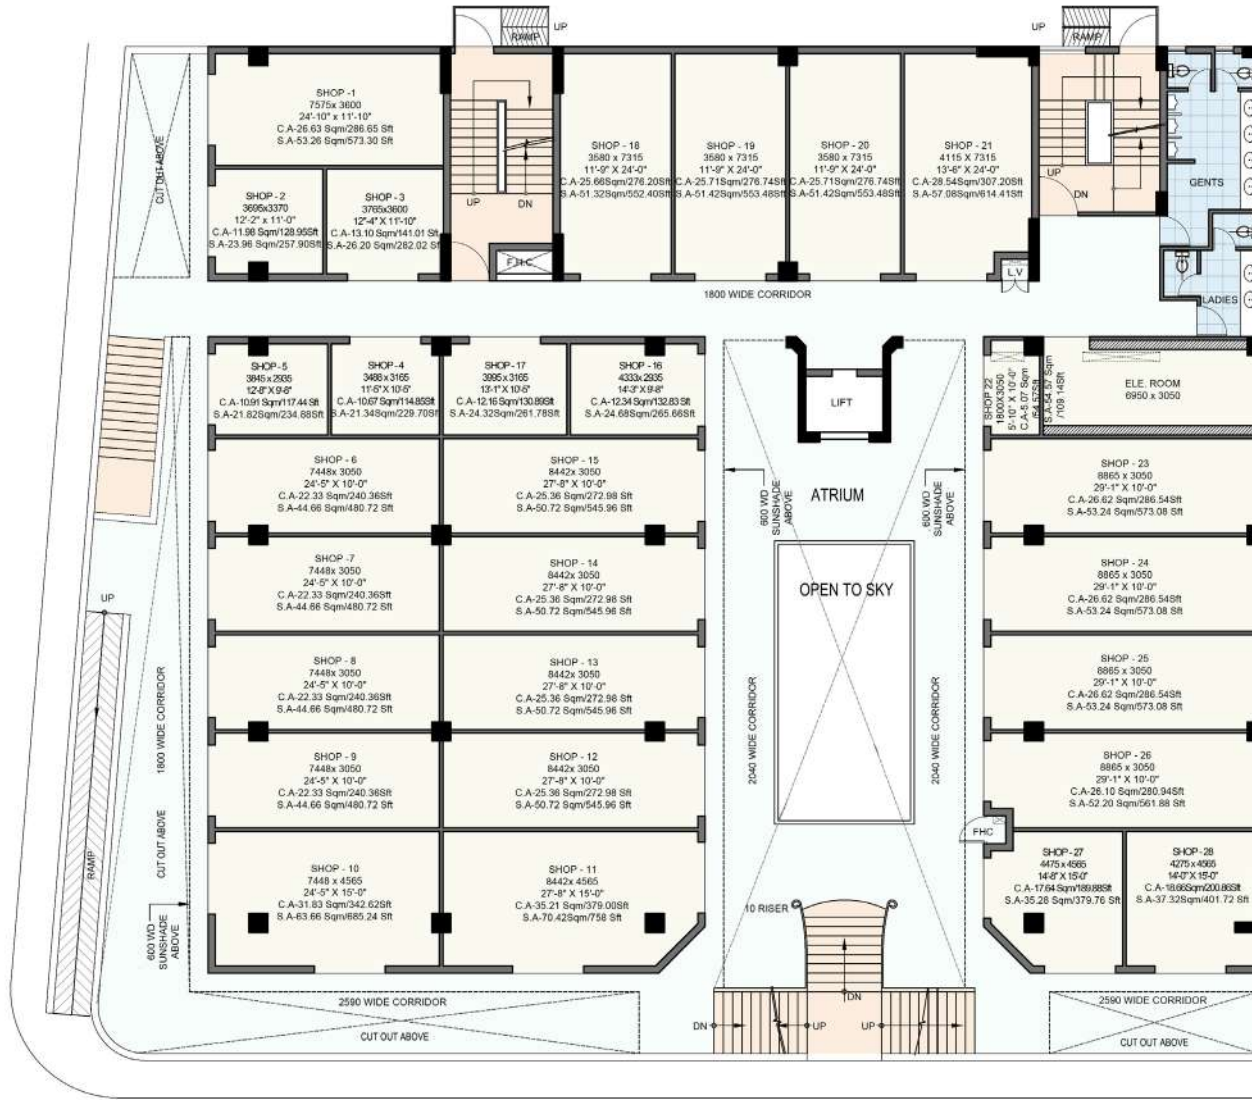 UP
RAMP
UP
RAMP
CUT OUT ABOVE
SHOP -1
7575x 3600
24'-10" x 11'-10"
C.A-26.63 Sqm/286.65 Sft
S.A-53.26 Sqm/573.30 Sft
SHOP - 2
3695x3370
12'-2" x 11'-0"
C.A-11.98 Sqm/128.95Sft
S.A-23.96 Sqm/257.90Sft
SHOP - 3
3765x3600
12'-4" X 11'-10"
C.A-13.10 Sqm/141.01 Sft
S.A-26.20 Sqm/282.02 Sft
UP
DN
F.H.C
SHOP - 18
3580 x 7315
11'-9" X 24'-0"
C.A-25.66Sqm/276.20Sft
S.A-51.32Sqm/552.40Sft
SHOP - 19
3580 x 7315
11'-9" X 24'-0"
C.A-25.71Sqm/276.74Sft
S.A-51.42Sqm/553.48Sft
SHOP - 20
3580 x 7315
11'-9" X 24'-0"
C.A-25.71Sqm/276.74Sft
S.A-51.42Sqm/553.48Sft
SHOP - 21
4115 x 7315
13'-6" X 24'-0"
C.A-28.54Sqm/307.20Sft
S.A-57.08Sqm/614.41Sft
L.V
UP
DN
GENTS
LADIES
1800 WIDE CORRIDOR
SHOP - 5
3845 x 2935
12'-8" X 9'-8"
C.A-10.91 Sqm/117.44 Sft
S.A-21.82Sqm/234.88Sft
SHOP - 4
3486 x 3165
11'-5" X 10'-5"
C.A-10.67 Sqm/114.85Sft
S.A-21.34Sqm/229.70Sft
SHOP - 17
3995 x 3165
13'-1" X 10'-5"
C.A-12.16 Sqm/130.89Sft
S.A-24.32Sqm/261.78Sft
SHOP - 16
4333 x 2935
14'-3" X 9'-8"
C.A-12.34 Sqm/132.83 Sft
S.A-24.68Sqm/265.66Sft
LIFT
SHOP 22
1800X3050
5'-10" X 10'-0"
C.A-5.07 Sqm
/54.57Sft
S.A-54.57 Sqm
/109.14Sft
ELE. ROOM
6950 x 3050
SHOP - 6
7448x 3050
24'-5" X 10'-0"
C.A-22.33 Sqm/240.36Sft
S.A-44.66 Sqm/480.72 Sft
SHOP - 15
8442 x 3050
27'-8" X 10'-0"
C.A-25.36 Sqm/272.98 Sft
S.A-50.72 Sqm/545.96 Sft
600 WD
SUNSHADE
ABOVE
ATRIUM
600 WD
SUNSHADE
ABOVE
SHOP - 23
8865 x 3050
29'-1" X 10'-0"
C.A-26.62 Sqm/286.54Sft
S.A-53.24 Sqm/573.08 Sft
SHOP -7
7448x 3050
24'-5" X 10'-0"
C.A-22.33 Sqm/240.36Sft
S.A-44.66 Sqm/480.72 Sft
SHOP - 14
8442x 3050
27'-8" X 10'-0"
C.A-25.36 Sqm/272.98 Sft
S.A-50.72 Sqm/545.96 Sft
OPEN TO SKY
SHOP - 24
8865 x 3050
29'-1" X 10'-0"
C.A-26.62 Sqm/286.54Sft
S.A-53.24 Sqm/573.08 Sft
UP
RAMP
1800 WIDE CORRIDOR
CUT OUT ABOVE
SHOP - 8
7448x 3050
24'-5" X 10'-0"
C.A-22.33 Sqm/240.36Sft
S.A-44.66 Sqm/480.72 Sft
SHOP - 13
8442 x 3050
27'-8" X 10'-0"
C.A-25.36 Sqm/272.98 Sft
S.A-50.72 Sqm/545.96 Sft
2040 WIDE CORRIDOR
2040 WIDE CORRIDOR
SHOP - 25
8865 x 3050
29'-1" X 10'-0"
C.A-26.62 Sqm/286.54Sft
S.A-53.24 Sqm/573.08 Sft
SHOP - 9
7448x 3050
24'-5" X 10'-0"
C.A-22.33 Sqm/240.36Sft
S.A-44.66 Sqm/480.72 Sft
SHOP - 12
8442x 3050
27'-8" X 10'-0"
C.A-25.36 Sqm/272.98 Sft
S.A-50.72 Sqm/545.96 Sft
SHOP - 26
8865 x 3050
29'-1" X 10'-0"
C.A-26.10 Sqm/280.94Sft
S.A-52.20 Sqm/561.88 Sft
FHC
600 WD
SUNSHADE
ABOVE
SHOP - 10
7448 x 4565
24'-5" X 15'-0"
C.A-31.83 Sqm/342.62Sft
S.A-63.66 Sqm/685.24 Sft
SHOP - 11
8442 x 4565
27'-8" X 15'-0"
C.A-35.21 Sqm/379.00Sft
S.A-70.42Sqm/758 Sft
10 RISER
SHOP -27
4475 x 4565
14'-8" X 15'-0"
C.A-17.64 Sqm/189.88Sft
S.A-35.28 Sqm/379.76 Sft
SHOP -28
4275 x 4565
14'-0" X 15'-0"
C.A-18.66Sqm/200.86Sft
S.A-37.32Sqm/401.72 Sft
2590 WIDE CORRIDOR
CUT OUT ABOVE
DN
DN
UP
UP
2590 WIDE CORRIDOR
CUT OUT ABOVE